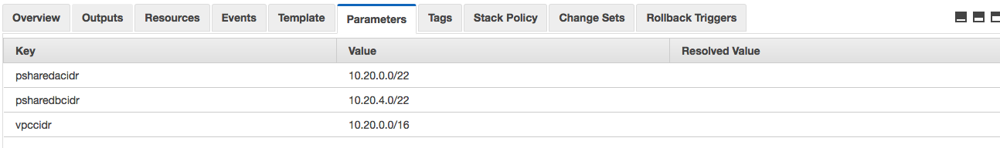 Overview Outputs Resources Events Template Parameters Tags Stack Policy Change Sets Rollback Triggers
Key Value Resolved Value
psharedacidr 10.20.0.0/22
psharedbcidr 10.20.4.0/22
vpccidr 10.20.0.0/16